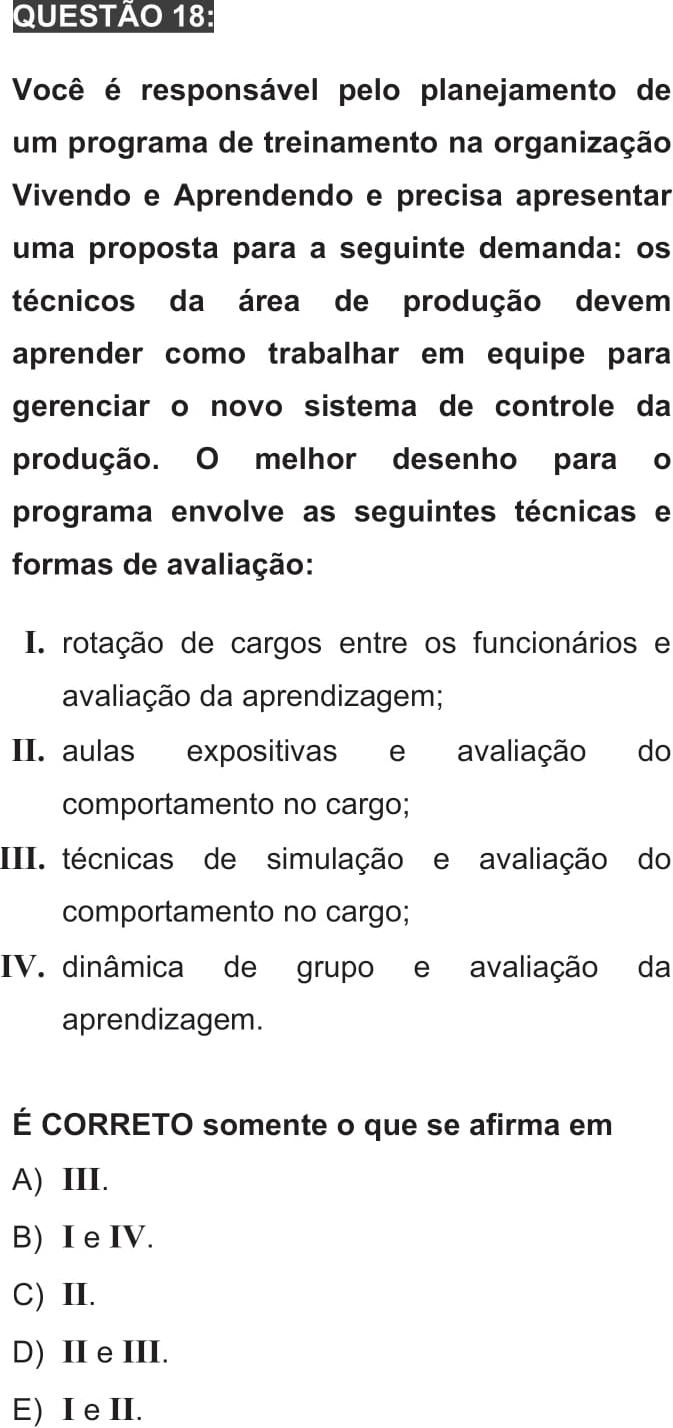 QUESTÃO 18:
Você é responsável pelo planejamento de
um programa de treinamento na organização
Vivendo e Aprendendo e precisa apresentar
uma proposta para a seguinte demanda: os
técnicos da área de produção devem
aprender como trabalhar em equipe para
gerenciar o novo sistema de controle da
produção. O melhor desenho para o
programa envolve as seguintes técnicas e
formas de avaliação:
I. rotação de cargos entre os funcionários e
avaliação da aprendizagem;
II. aulas expositivas e avaliação do
comportamento no cargo;
III. técnicas de simulação e avaliação do
comportamento no cargo;
IV. dinâmica de grupo e avaliação da
aprendizagem.
É CORRETO somente o que se afirma em
A) III.
B) I e IV.
C) II.
D) II e III.
E) I e II.